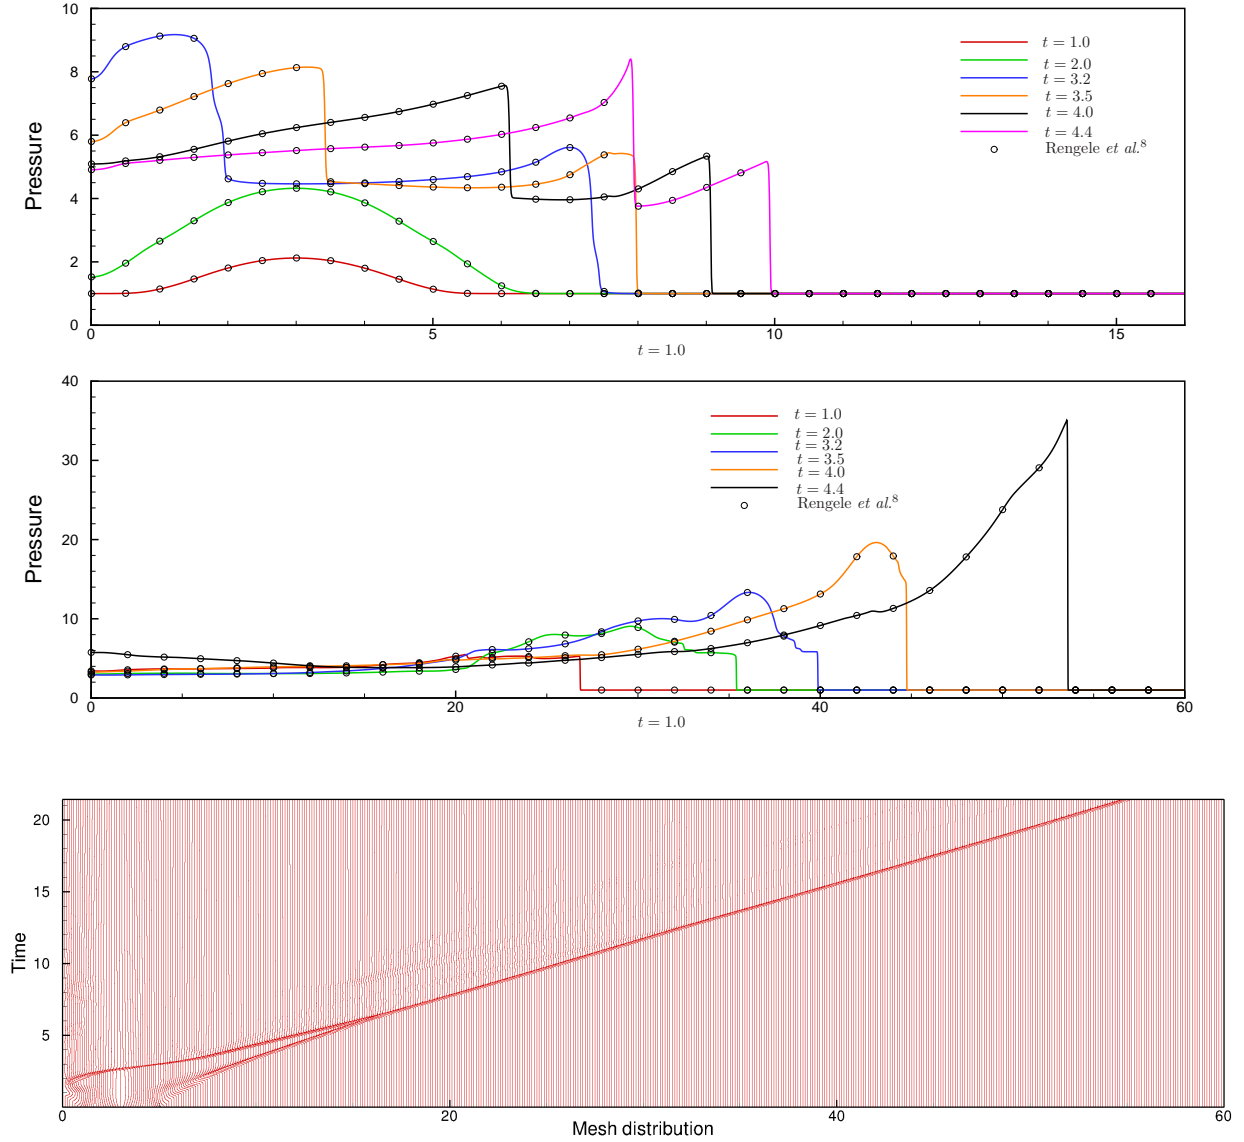 10
8
6
4
2
0
Pressure
t = 1.0
t = 2.0
t = 3.2
t = 3.5
t = 4.0
t = 4.4
Rengele et al.8
0 5 10 15
t = 1.0
40
30
20
10
0
Pressure
t = 1.0
t = 2.0
t = 3.2
t = 3.5
t = 4.0
t = 4.4
Rengele et al.8
0 20 40 60
t = 1.0
20
15
10
5
Time
0 20 40 60
Mesh distribution